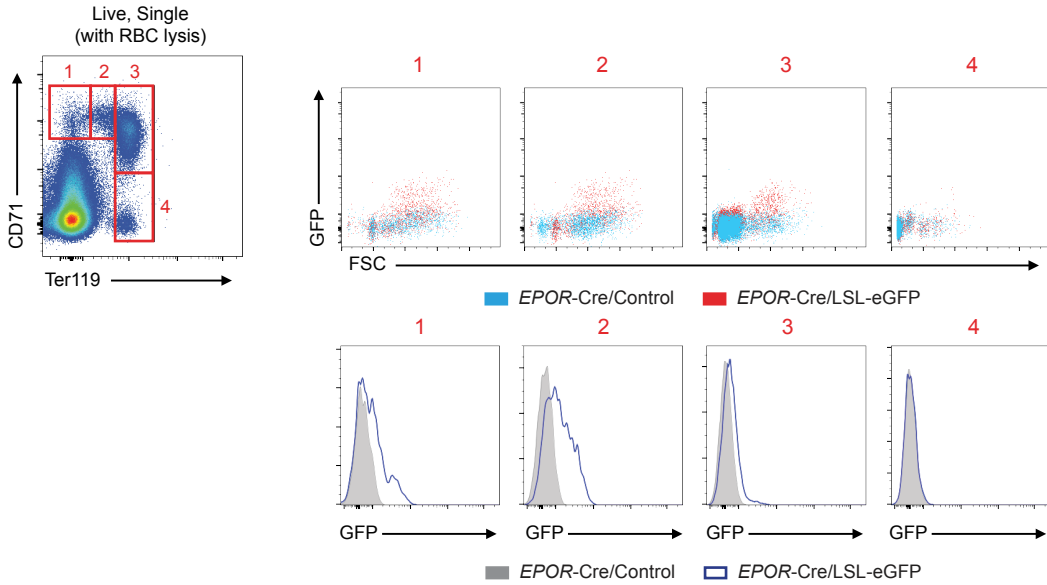 Live, Single
(with RBC lysis)
1 2 3
4
CD71
Ter119
1 2 3 4
GFP
FSC
EPOR-Cre/Control EPOR-Cre/LSL-eGFP
1 2 3 4
GFP GFP GFP GFP
EPOR-Cre/Control EPOR-Cre/LSL-eGFP